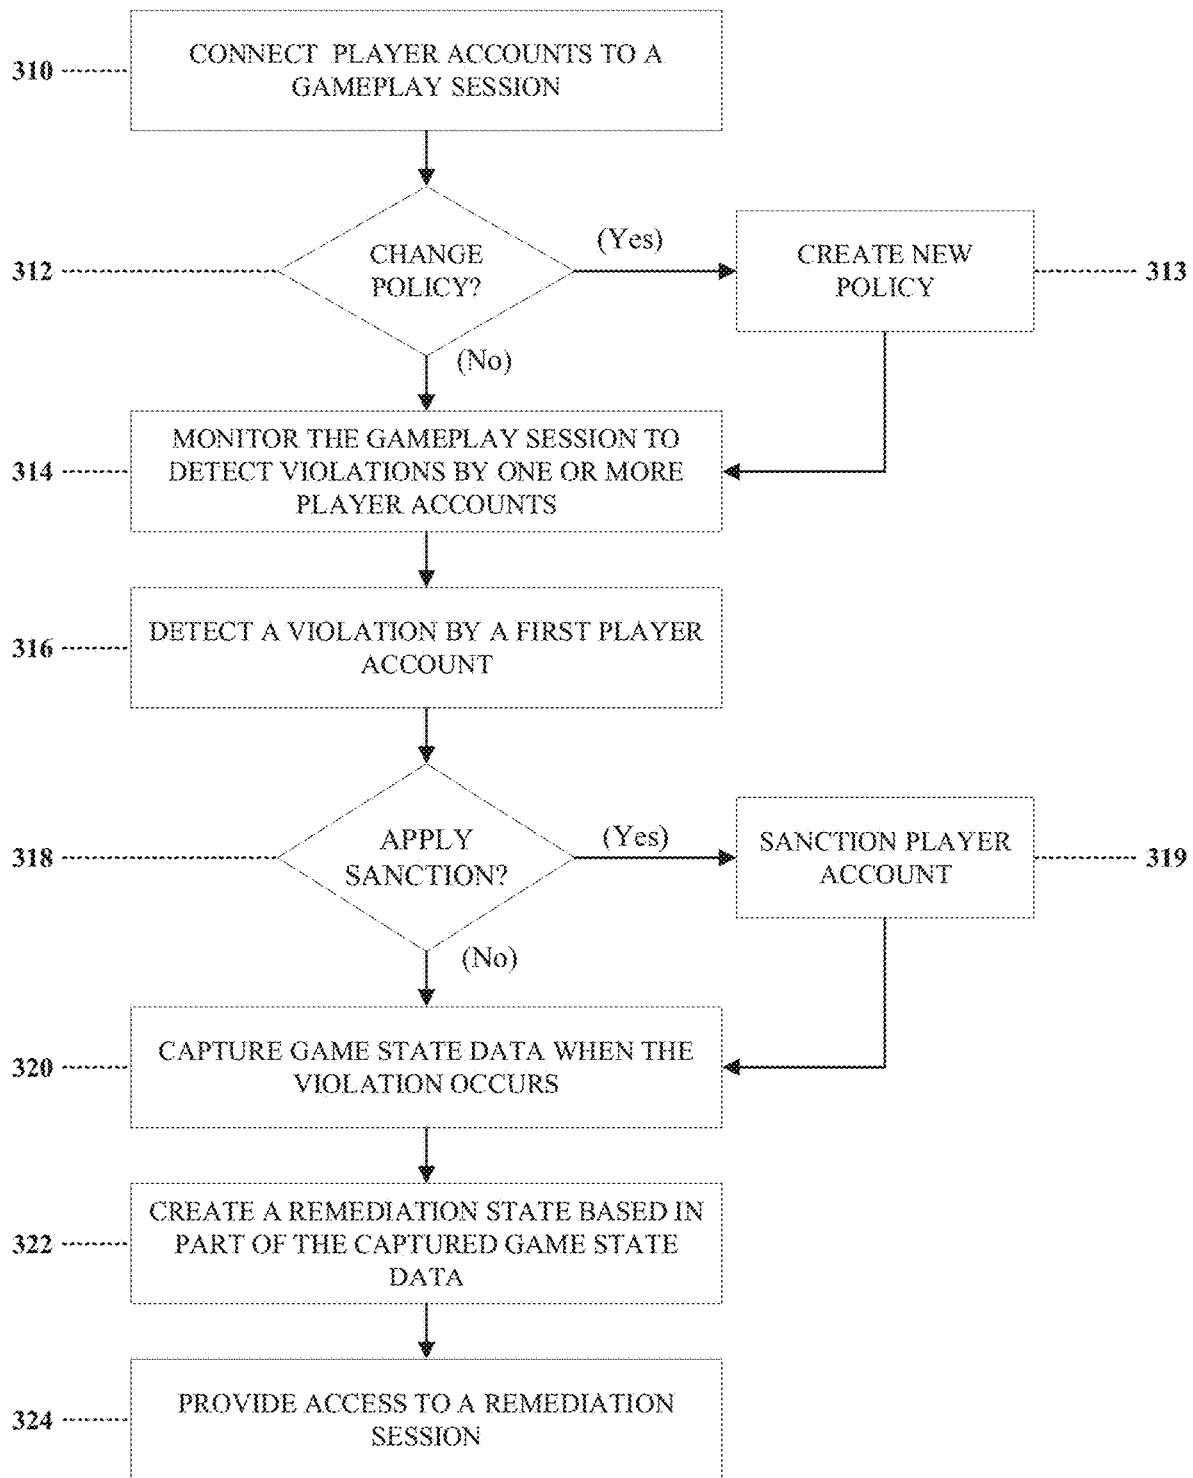 310
CONNECT PLAYER ACCOUNTS TO A
GAMEPLAY SESSION
312
CHANGE
POLICY?
(Yes)
CREATE NEW
POLICY
313
(No)
314
MONITOR THE GAMEPLAY SESSION TO
DETECT VIOLATIONS BY ONE OR MORE
PLAYER ACCOUNTS
316
DETECT A VIOLATION BY A FIRST PLAYER
ACCOUNT
318
APPLY
SANCTION?
(Yes)
SANCTION PLAYER
ACCOUNT
319
(No)
320
CAPTURE GAME STATE DATA WHEN THE
VIOLATION OCCURS
322
CREATE A REMEDIATION STATE BASED IN
PART OF THE CAPTURED GAME STATE
DATA
324
PROVIDE ACCESS TO A REMEDIATION
SESSION